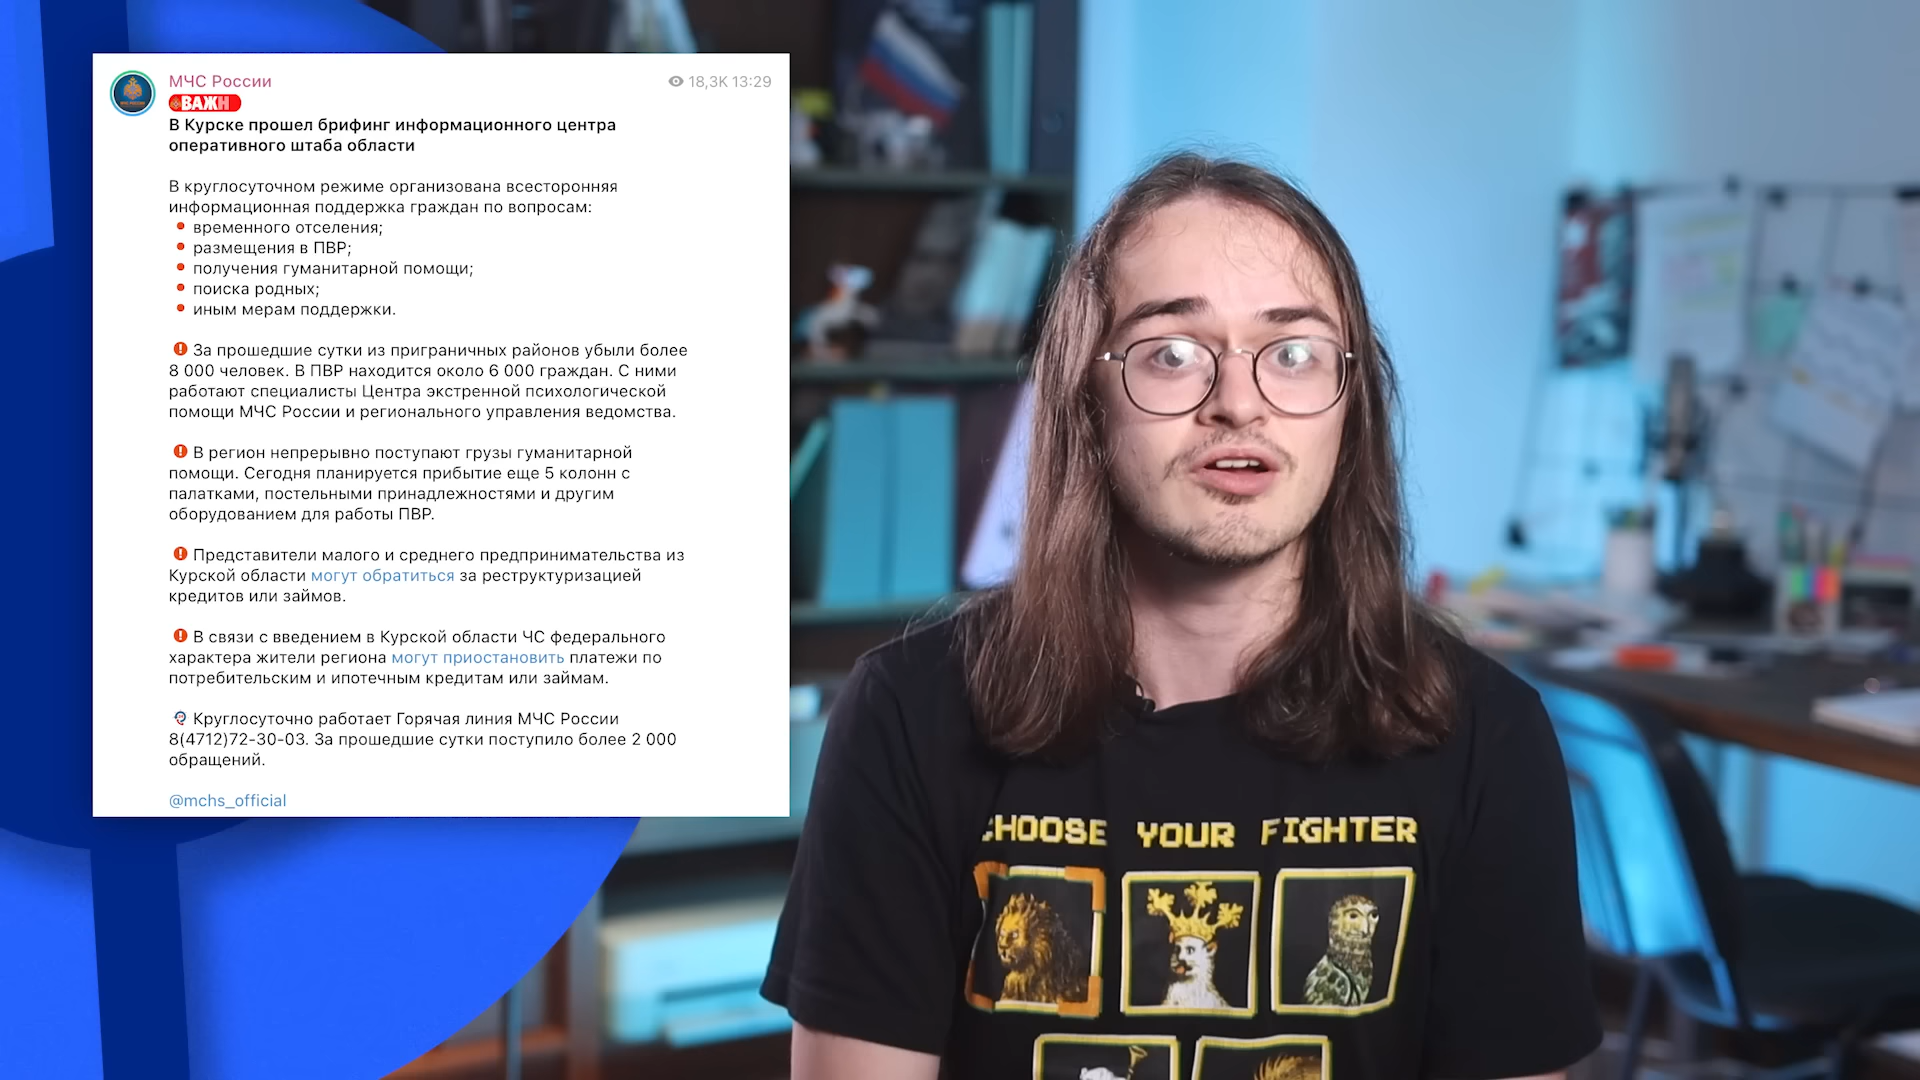 МЧС России
18,3K 13:29
ВАЖН
В Курске прошел брифинг информационного центра
оперативного штаба области
В круглосуточном режиме организована всесторонняя
информационная поддержка граждан по вопросам:
временного отселения;
размещения в ПВР;
получения гуманитарной помощи;
поиска родных;
иным мерам поддержки.
За прошедшие сутки из приграничных районов убыли более
8 000 человек. В ПВР находится около 6 000 граждан. С ними
работают специалисты Центра экстренной психологической
помощи МЧС России и регионального управления ведомства.
В регион непрерывно поступают грузы гуманитарной
помощи. Сегодня планируется прибытие еще 5 колонн с
палатками, постельными принадлежностями и другим
оборудованием для работы ПВР.
Представители малого и среднего предпринимательства из
Курской области могут обратиться за реструктуризацией
кредитов или займов.
В связи с введением в Курской области ЧС федерального
характера жители региона могут приостановить платежи по
потребительским и ипотечным кредитам или займам.
Круглосуточно работает Горячая линия МЧС России
8(4712)72-30-03. За прошедшие сутки поступило более 2 000
обращений.
@mchs_official
CHOOSE YOUR FIGHTER